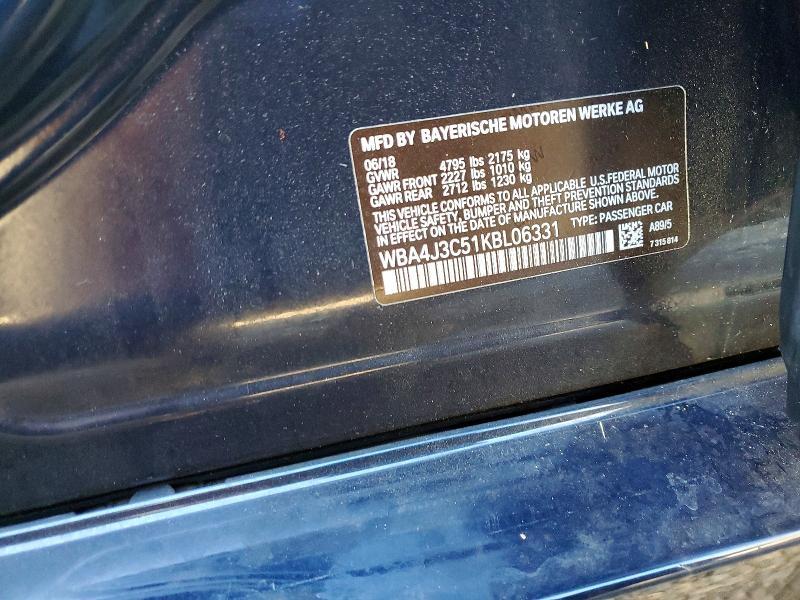 MFD BY BAYERISCHE MOTOREN WERKE AG
06/18
GVWR 4795 lbs 2175 kg
GAWR FRONT 2227 lbs 1010 kg
GAWR REAR 2712 lbs 1230 kg
THIS VEHICLE CONFORMS TO ALL APPLICABLE U.S.FEDERAL MOTOR
VEHICLE SAFETY, BUMPER AND THEFT PREVENTION STANDARDS
IN EFFECT ON THE DATE OF MANUFACTURE SHOWN ABOVE.
WBA4J3C51KBL06331 TYPE: PASSENGER CAR
A89/5
7 315 814